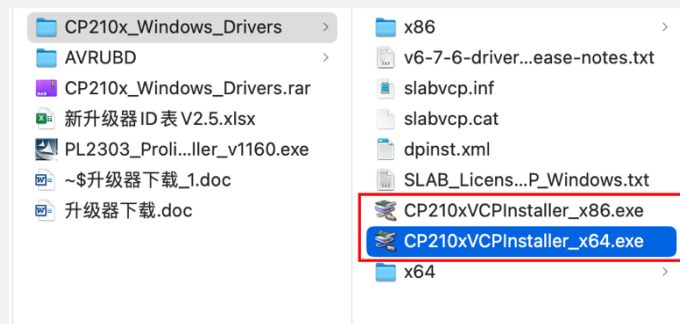 CP210x_Windows_Drivers
AVRUBD
CP210x_Windows_Drivers.rar
新升级器ID表V2.5.xlsx
PL2303_Proli...ller_v1160.exe
~$升级器下载_1.doc
升级器下载.doc
x86
v6-7-6-driver...ease-notes.txt
slabvcp.inf
slabvcp.cat
dpinst.xml
SLAB_Licens...P_Windows.txt
CP210xVCPInstaller_x86.exe
CP210xVCPInstaller_x64.exe
x64